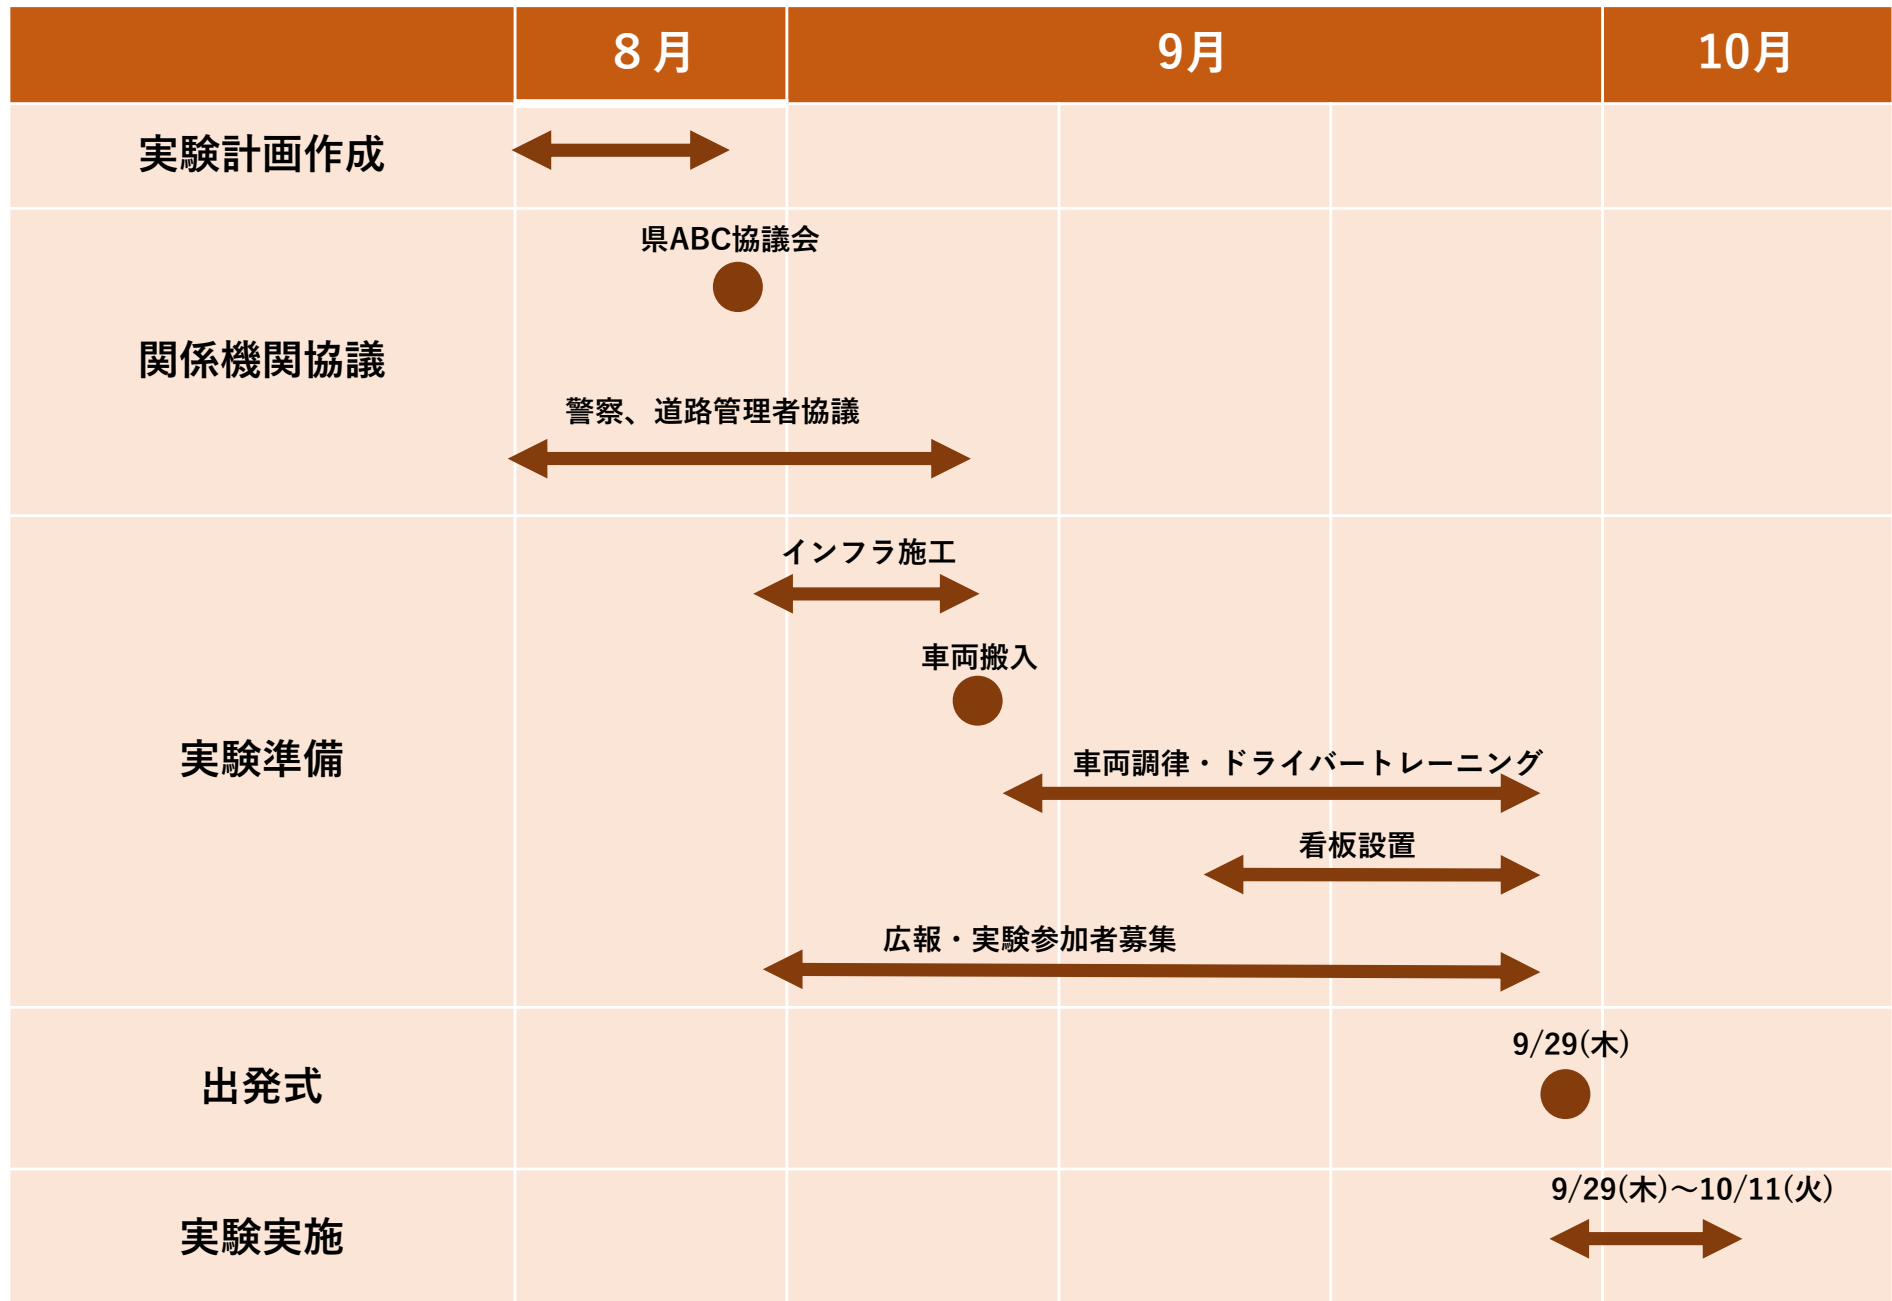 ８月
9月
10月
実験計画作成
関係機関協議
県ABC協議会
警察、道路管理者協議
実験準備
インフラ施工
車両搬入
車両調律・ドライバートレーニング
看板設置
広報・実験参加者募集
出発式
9/29(木)
実験実施
9/29(木)～10/11(火)